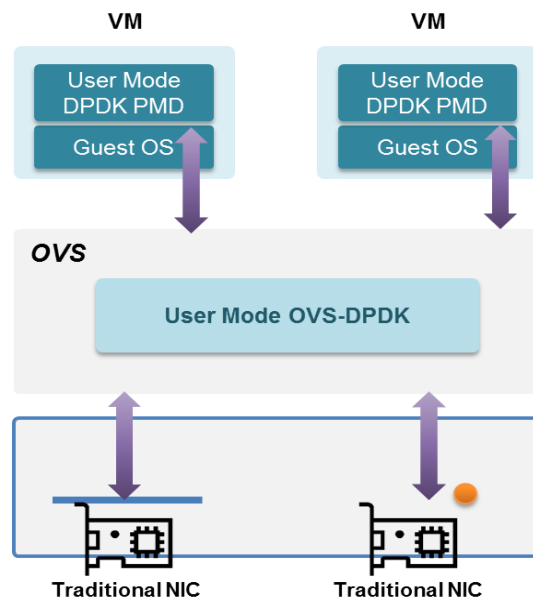 VM
VM
User Mode
DPDK PMD
Guest OS
User Mode
DPDK PMD
Guest OS
OVS
User Mode OVS-DPDK
Traditional NIC
Traditional NIC